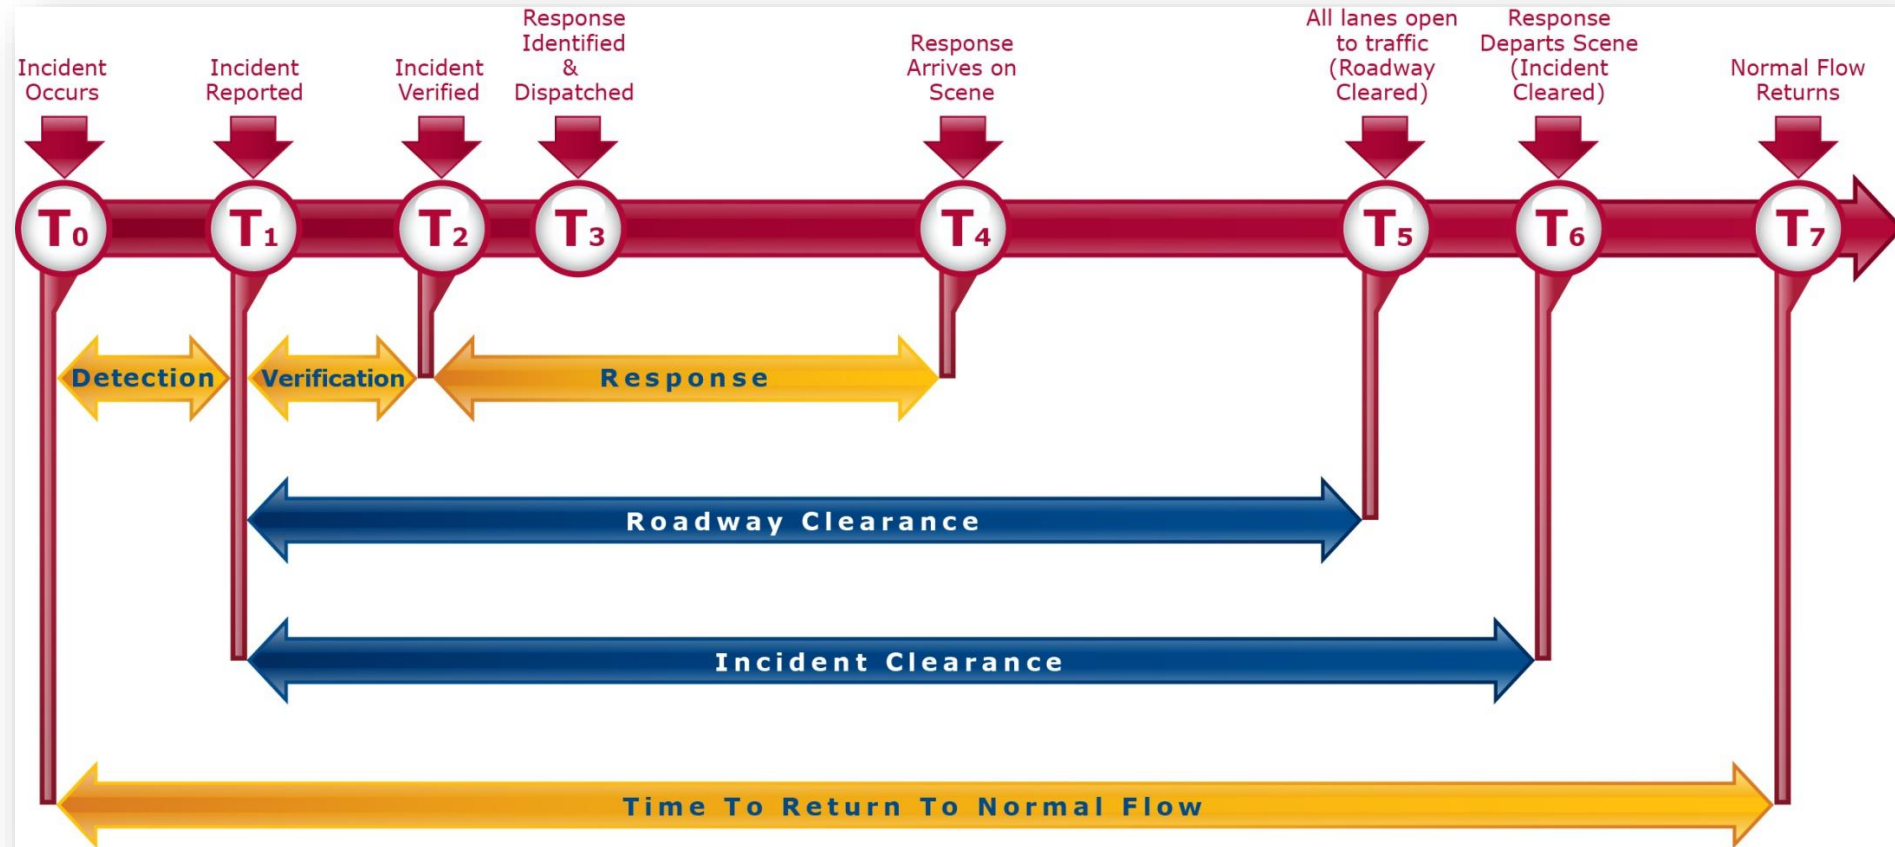 Incident
Occurs
Incident
Reported
Incident
Verified
Response
Identified
&
Dispatched
Response
Arrives on
Scene
All lanes open
to traffic
(Roadway
Cleared)
Response
Departs Scene
(Incident
Cleared)
Normal Flow
Returns
T0
T1
T2
T3
T4
T5
T6
T7
Detection
Verification
Response
Roadway Clearance
Incident Clearance
Time To Return To Normal Flow